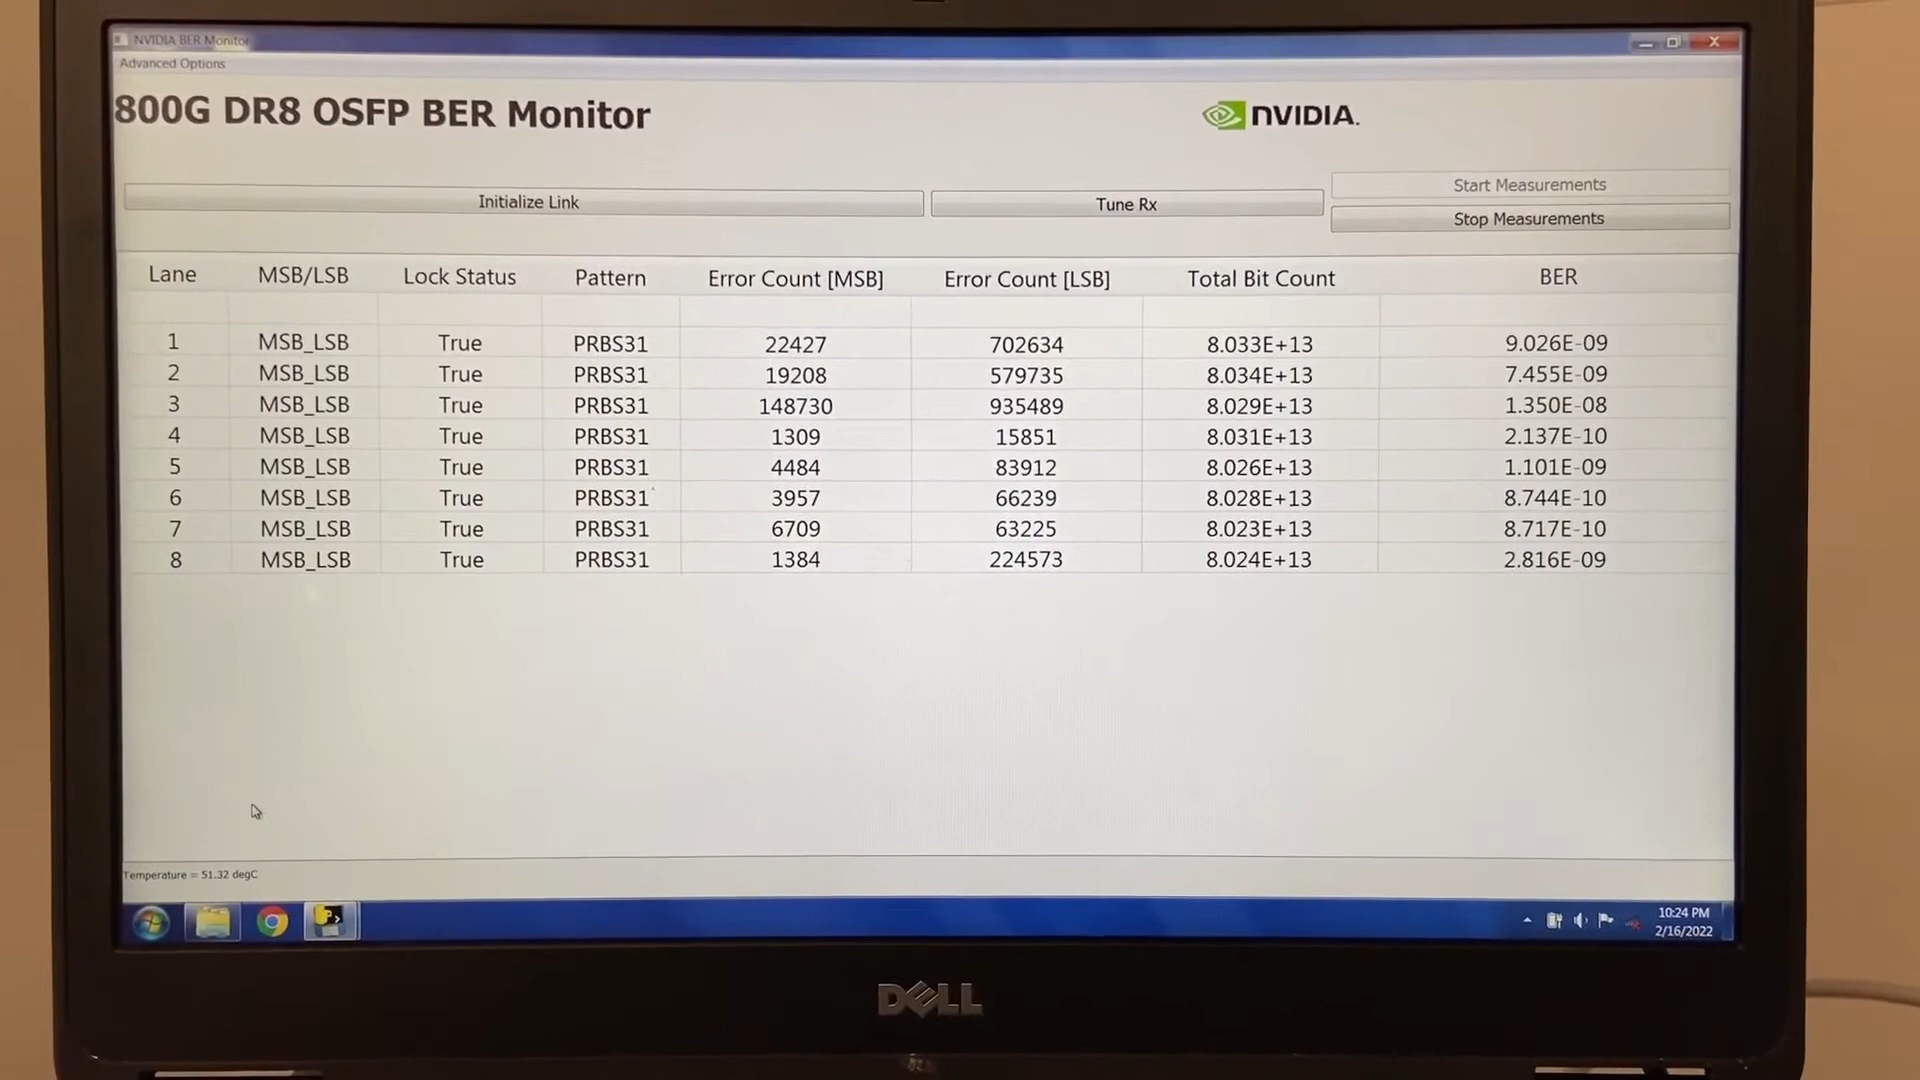 NVIDIA BER Monitor
Advanced Options
800G DR8 OSFP BER Monitor
NVIDIA.
Initialize Link
Tune Rx
Start Measurements
Stop Measurements
Lane MSB/LSB Lock Status Pattern Error Count [MSB] Error Count [LSB] Total Bit Count BER
1 MSB_LSB True PRBS31 22427 702634 8.033E+13 9.026E-09
2 MSB_LSB True PRBS31 19208 579735 8.034E+13 7.455E-09
3 MSB_LSB True PRBS31 148730 935489 8.029E+13 1.350E-08
4 MSB_LSB True PRBS31 1309 15851 8.031E+13 2.137E-10
5 MSB_LSB True PRBS31 4484 83912 8.026E+13 1.101E-09
6 MSB_LSB True PRBS31 3957 66239 8.028E+13 8.744E-10
7 MSB_LSB True PRBS31 6709 63225 8.023E+13 8.717E-10
8 MSB_LSB True PRBS31 1384 224573 8.024E+13 2.816E-09
Temperature = 51.32 degC
10:24 PM
2/16/2022
DELL